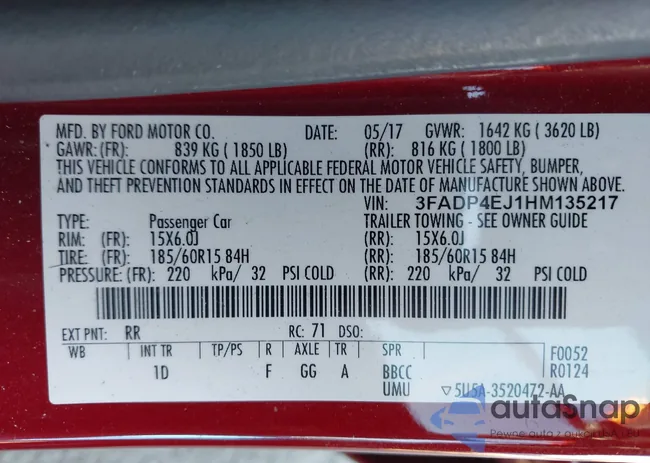 MFD. BY FORD MOTOR CO. DATE: 05/17 GVWR: 1642 KG ( 3620 LB)
GAWR: (FR): 839 KG ( 1850 LB) (RR): 816 KG ( 1800 LB)
THIS VEHICLE CONFORMS TO ALL APPLICABLE FEDERAL MOTOR VEHICLE SAFETY, BUMPER,
AND THEFT PREVENTION STANDARDS IN EFFECT ON THE DATE OF MANUFACTURE SHOWN ABOVE.
VIN: 3FADP4EJ1HM135217
TYPE: Passenger Car TRAILER TOWING - SEE OWNER GUIDE
RIM: (FR): 15X6.0J (RR): 15X6.0J
TIRE: (FR): 185/60R15 84H (RR): 185/60R15 84H
PRESSURE: (FR): 220 kPa/ 32 PSI COLD (RR): 220 kPa/ 32 PSI COLD
EXT PNT: RR RC: 71 DSO:
WB INT TR TP/PS R AXLE TR SPR F0052
1D F GG A BBCC R0124
UMU ▽5U5A-3520472-AA
autoSnap
Pewne auto z aukcji USA